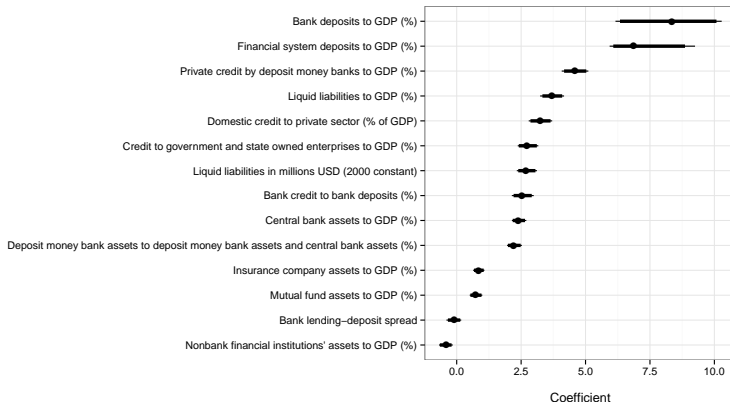 Bank deposits to GDP (%)
Financial system deposits to GDP (%)
Private credit by deposit money banks to GDP (%)
Liquid liabilities to GDP (%)
Domestic credit to private sector (% of GDP)
Credit to government and state owned enterprises to GDP (%)
Liquid liabilities in millions USD (2000 constant)
Bank credit to bank deposits (%)
Central bank assets to GDP (%)
Deposit money bank assets to deposit money bank assets and central bank assets (%)
Insurance company assets to GDP (%)
Mutual fund assets to GDP (%)
Bank lending−deposit spread
Nonbank financial institutions' assets to GDP (%)
0.0 2.5 5.0 7.5 10.0
Coefficient